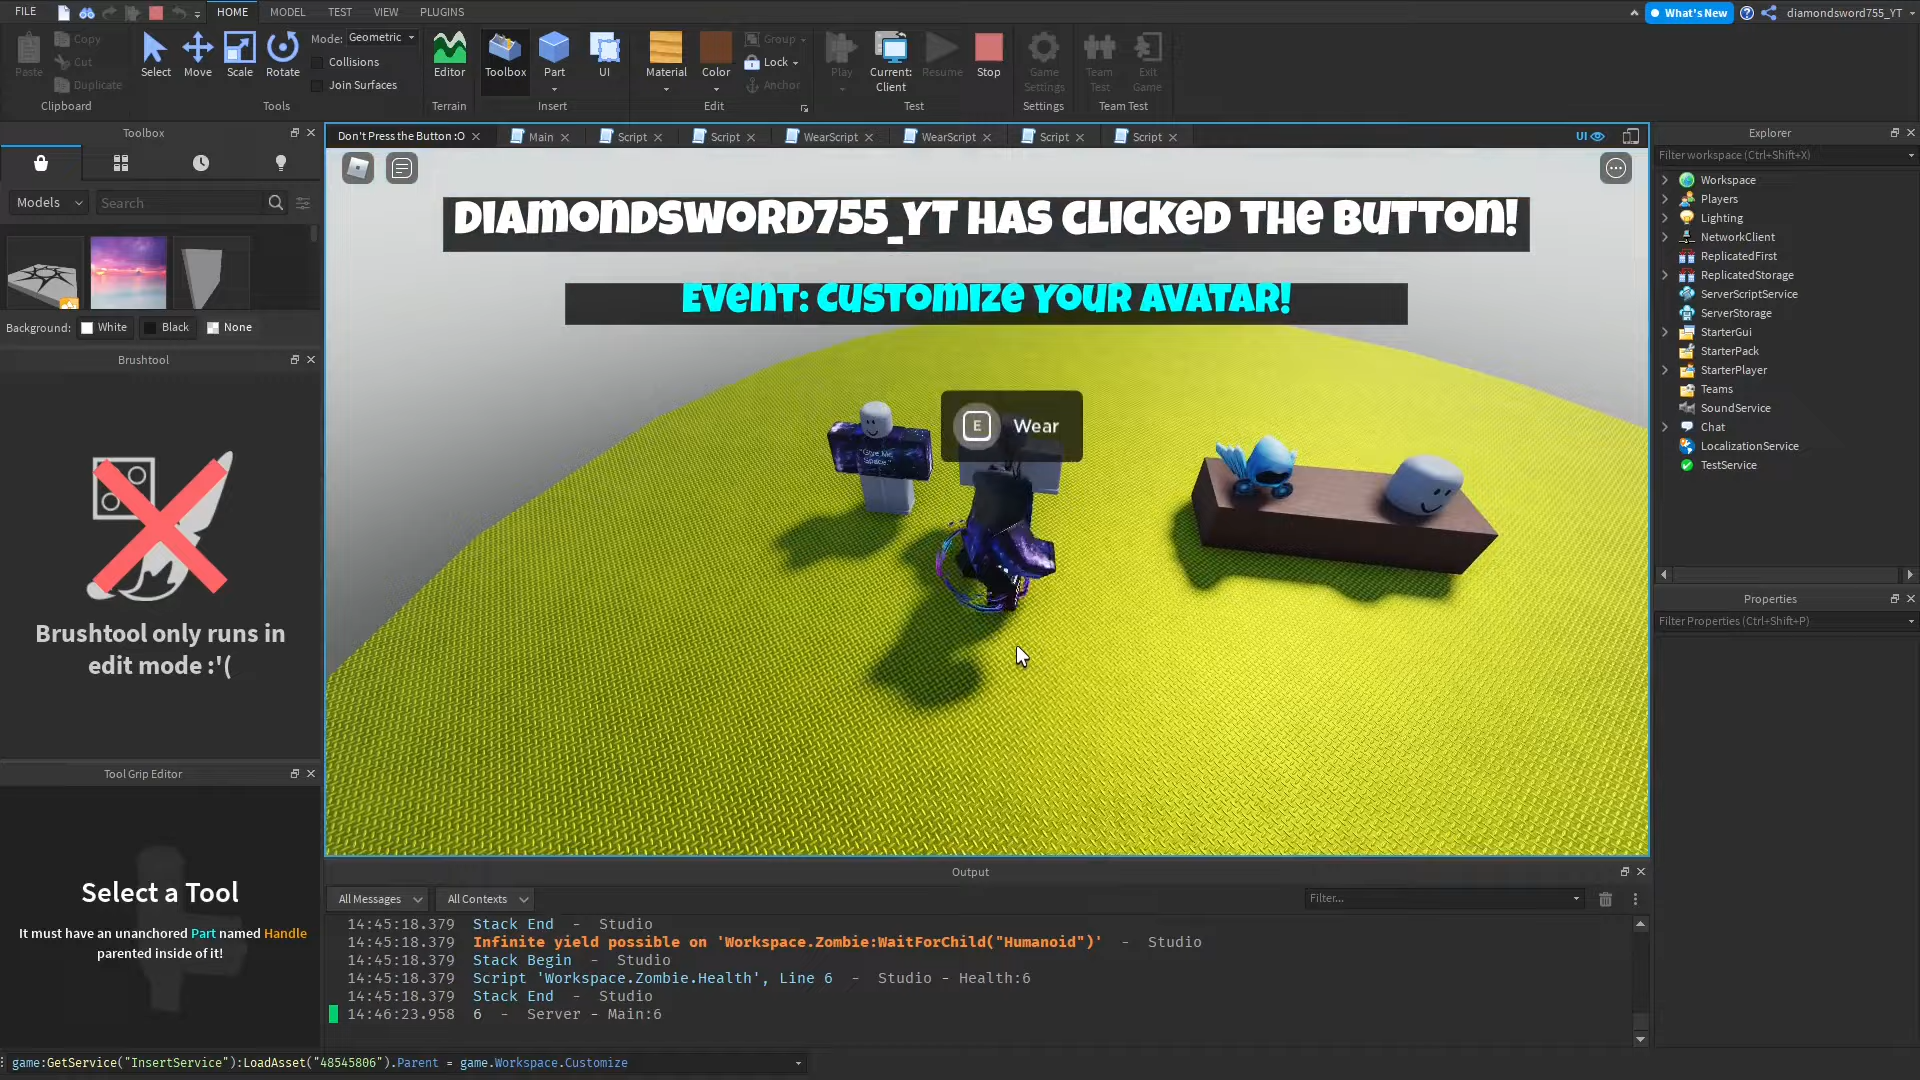 FILE
HOME
MODEL
TEST
VIEW
PLUGINS
What's New
diamondsword755_YT
Paste
Copy
Cut
Duplicate
Clipboard
Select
Move
Scale
Rotate
Mode:
Geometric
Collisions
Join Surfaces
Tools
Editor
Terrain
Toolbox
Part
UI
Insert
Material
Color
Group
Lock
Anchor
Edit
Play
Current:
Client
Resume
Stop
Test
Game
Settings
Settings
Team
Test
Exit
Game
Team Test
Toolbox
Models
Search
Background:
White
Black
None
Brushtool
Brushtool only runs in
edit mode :'(
Tool Grip Editor
Select a Tool
It must have an unanchored Part named Handle
parented inside of it!
Don't Press the Button :O
Main
Script
Script
WearScript
WearScript
Script
Script
UI
DIAMONDSWORD755_YT HAS CLICKED THE BUTTON!
EVENT: CUSTOMIZE YOUR AVATAR!
E
Wear
"Give Me
Space."
Output
All Messages
All Contexts
Filter...
14:45:18.379 Stack End - Studio
14:45:18.379 Infinite yield possible on 'Workspace.Zombie:WaitForChild("Humanoid")' - Studio
14:45:18.379 Stack Begin - Studio
14:45:18.379 Script 'Workspace.Zombie.Health', Line 6 - Studio - Health:6
14:45:18.379 Stack End - Studio
14:46:23.958 6 - Server - Main:6
game:GetService("InsertService"):LoadAsset("48545806").Parent = game.Workspace.Customize
Explorer
Filter workspace (Ctrl+Shift+X)
Workspace
Players
Lighting
NetworkClient
ReplicatedFirst
ReplicatedStorage
ServerScriptService
ServerStorage
StarterGui
StarterPack
StarterPlayer
Teams
SoundService
Chat
LocalizationService
TestService
Properties
Filter Properties (Ctrl+Shift+P)